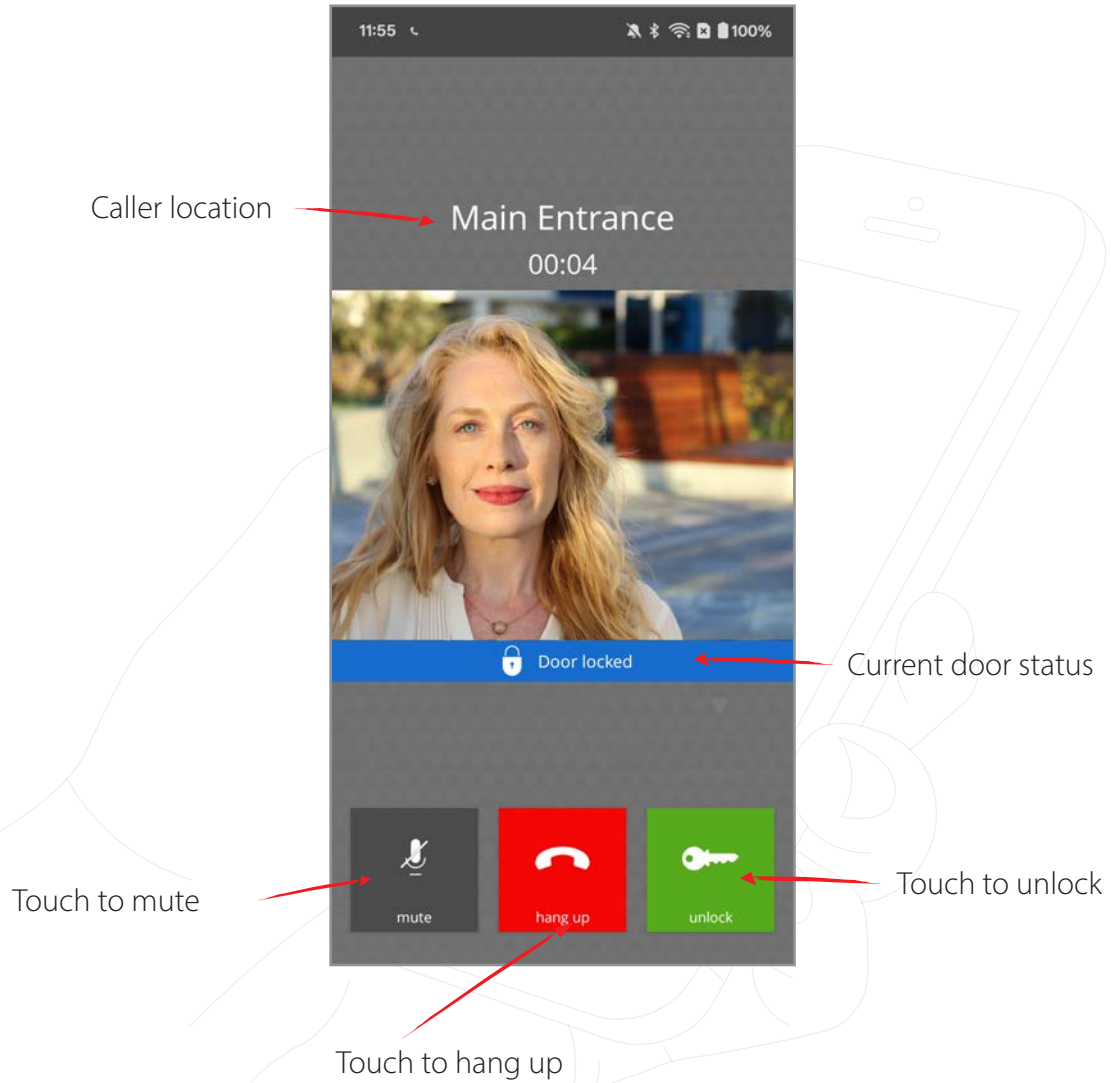 11:55
100%
Caller location
Main Entrance
00:04
Door locked
Current door status
Touch to mute
mute
hang up
unlock
Touch to unlock
Touch to hang up